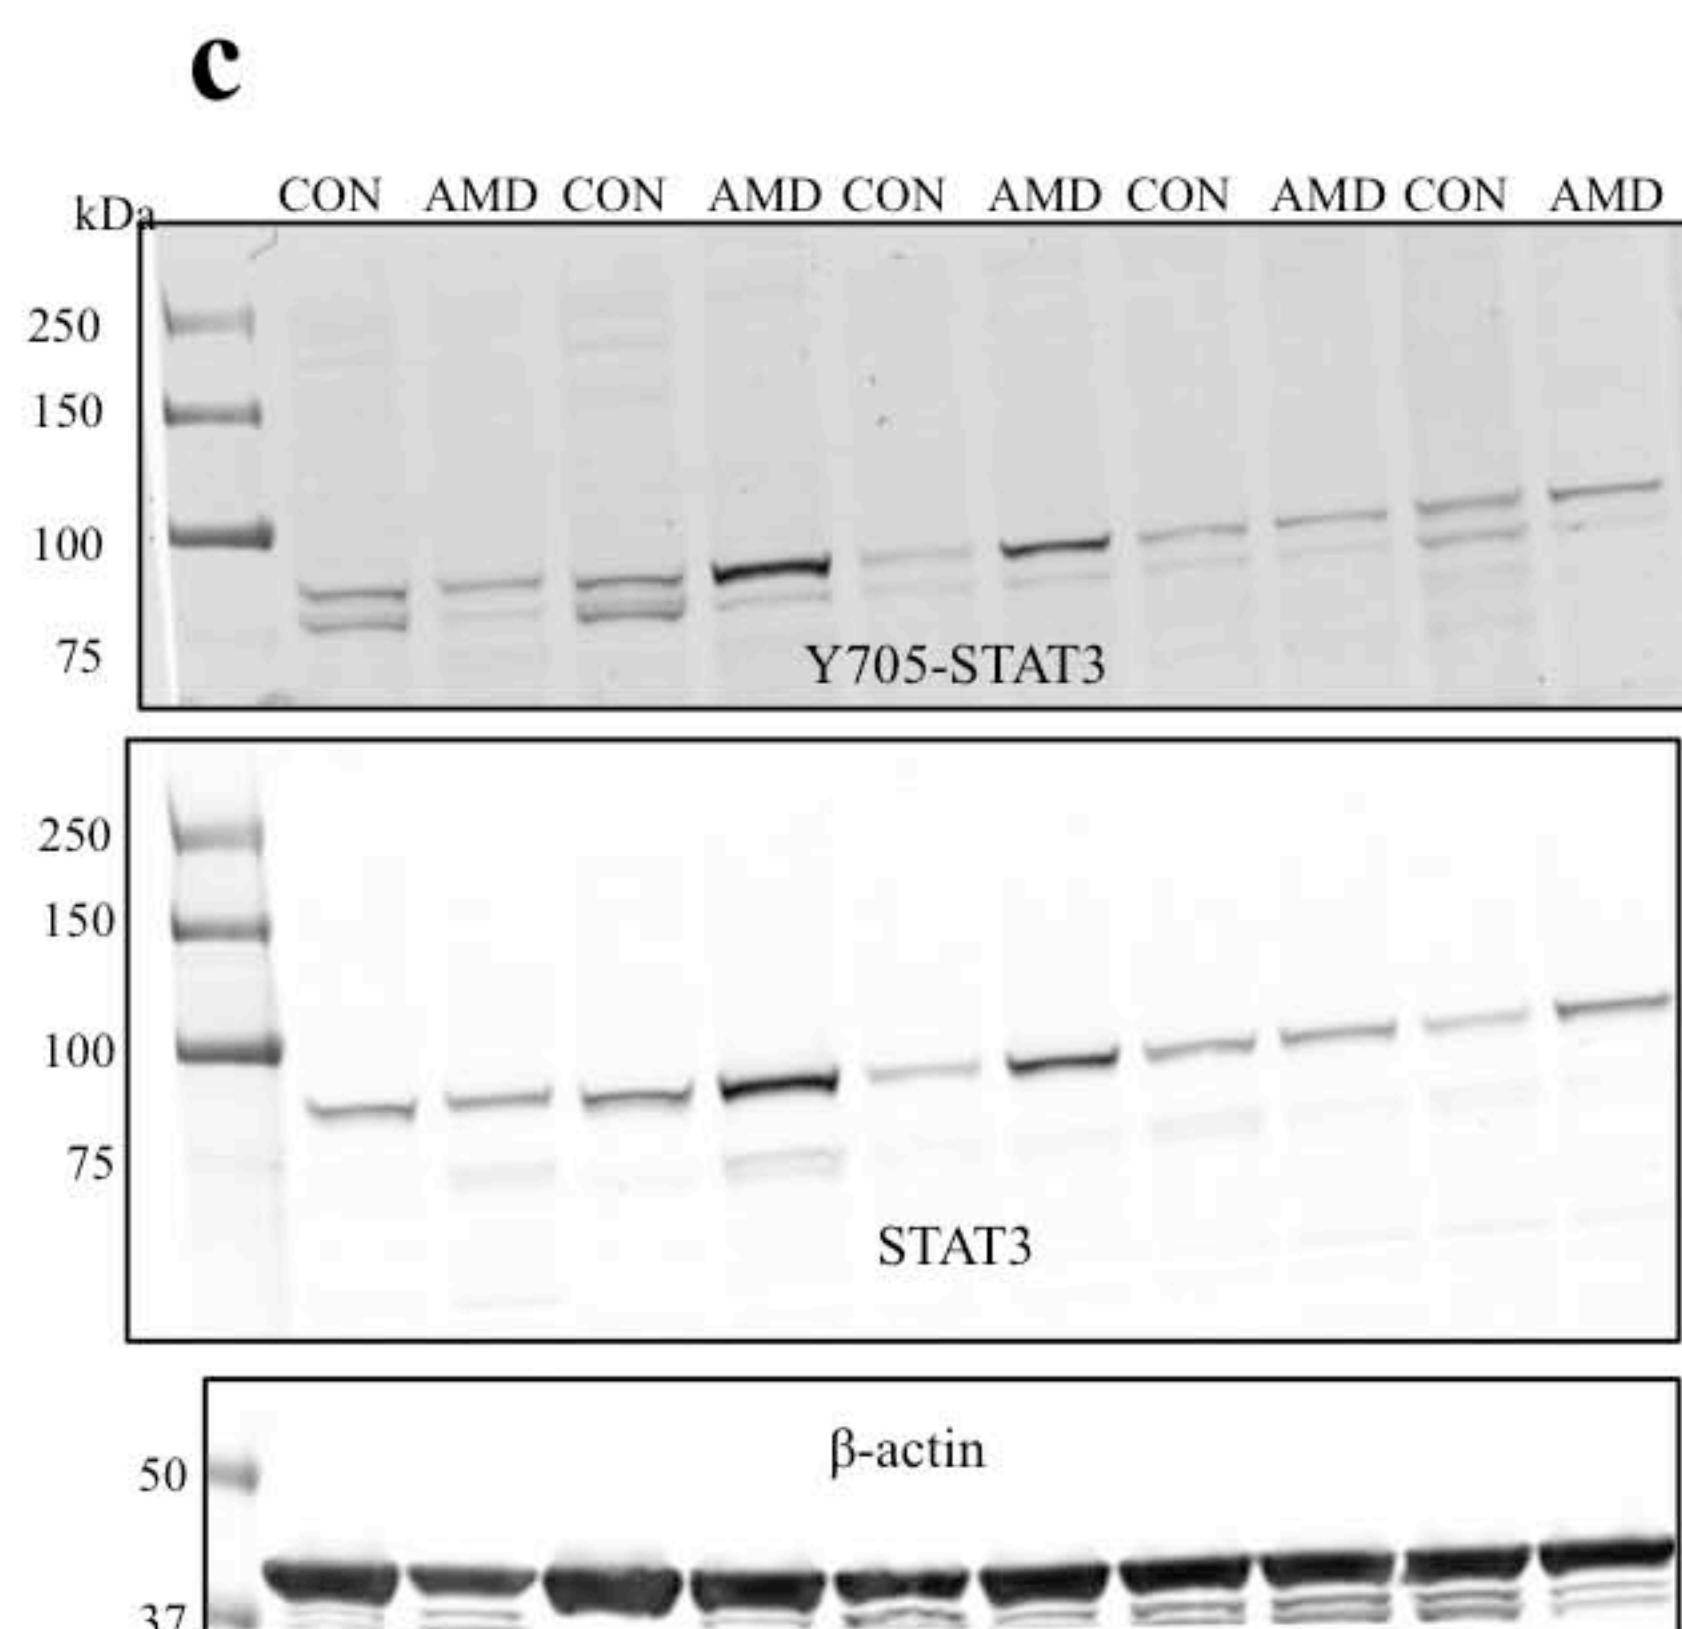 c
kDa CON AMD CON AMD CON AMD CON AMD CON AMD
250
150
100
75
Y705-STAT3
250
150
100
75
STAT3
β-actin
50
37